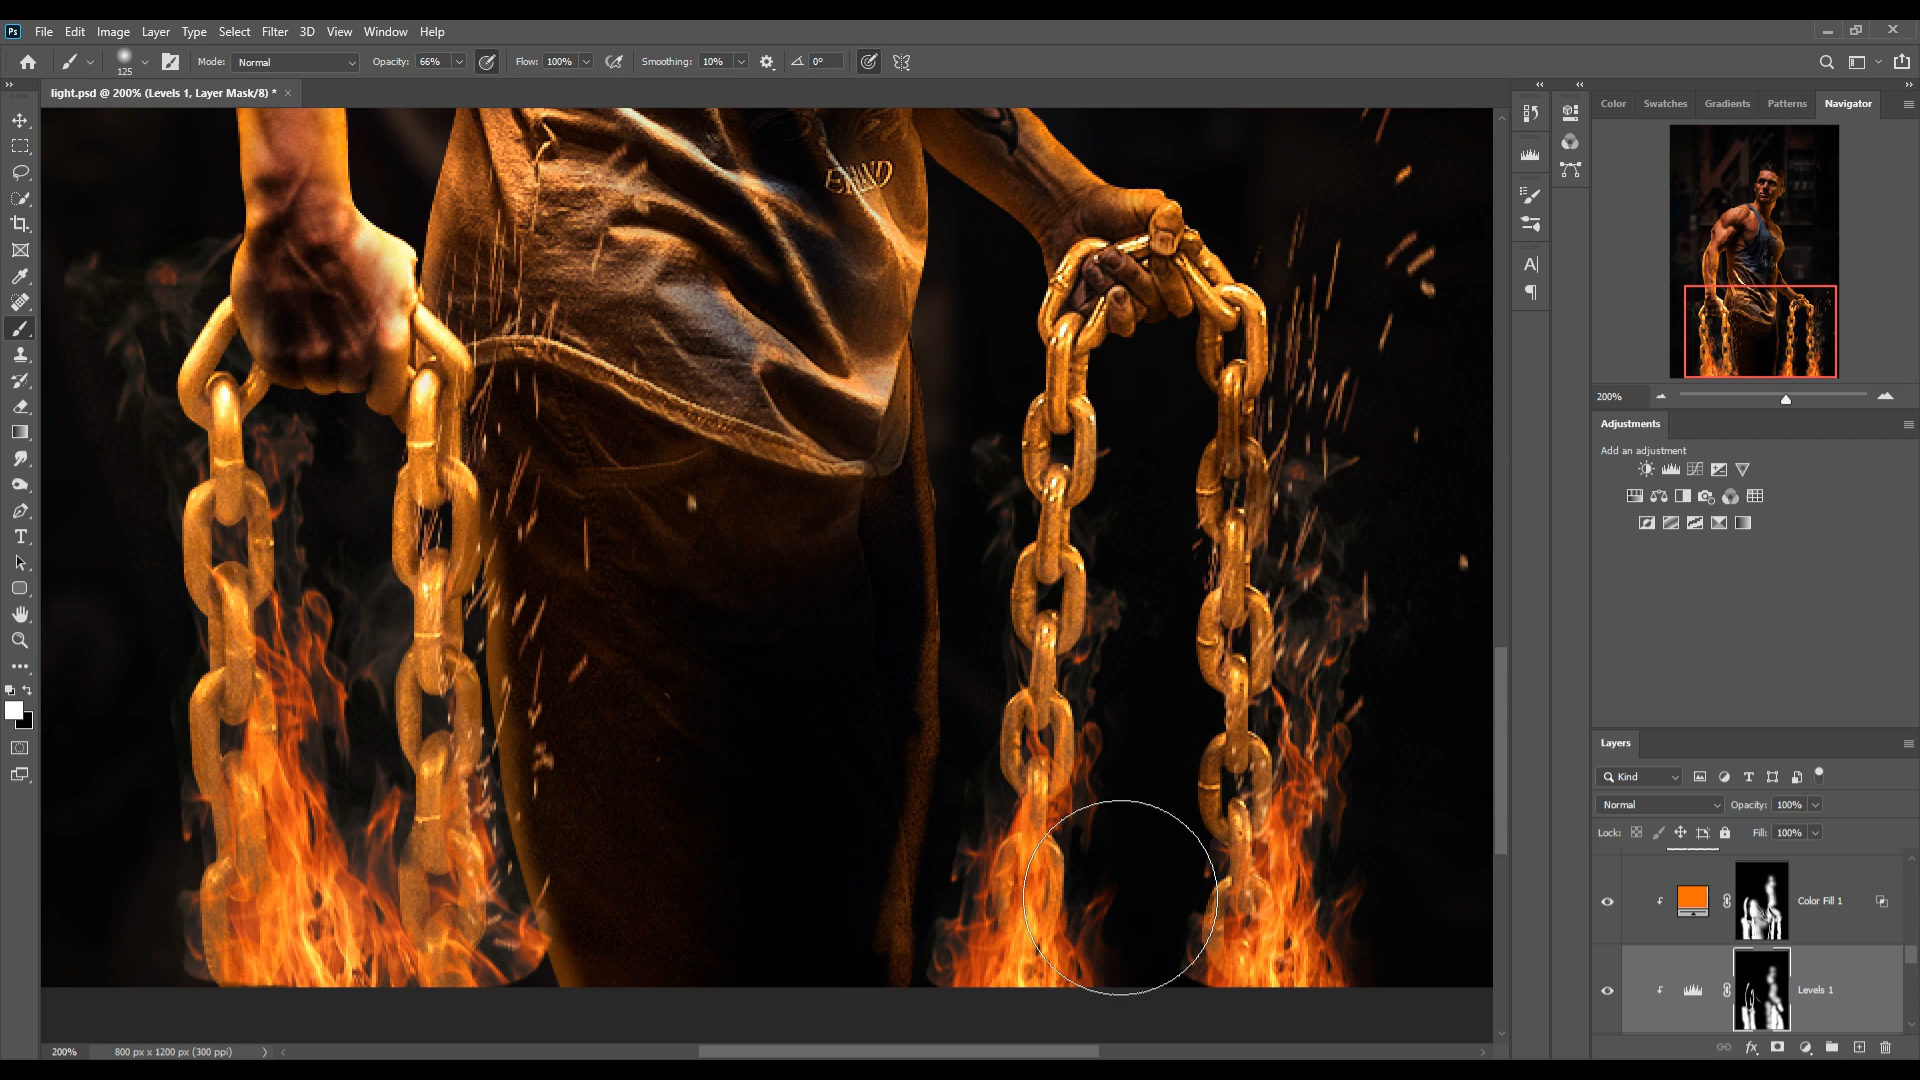 Ps File Edit Image Layer Type Select Filter 3D View Window Help
125 Mode: Normal Opacity: 66% Flow: 100% Smoothing: 10% 0°
light.psd @ 200% (Levels 1, Layer Mask/8) *
Color Swatches Gradients Patterns Navigator
200%
Adjustments
Add an adjustment
Layers
Kind
Normal Opacity: 100%
Lock: Fill: 100%
Color Fill 1
Levels 1
fx
200% 800 px x 1200 px (300 ppi)